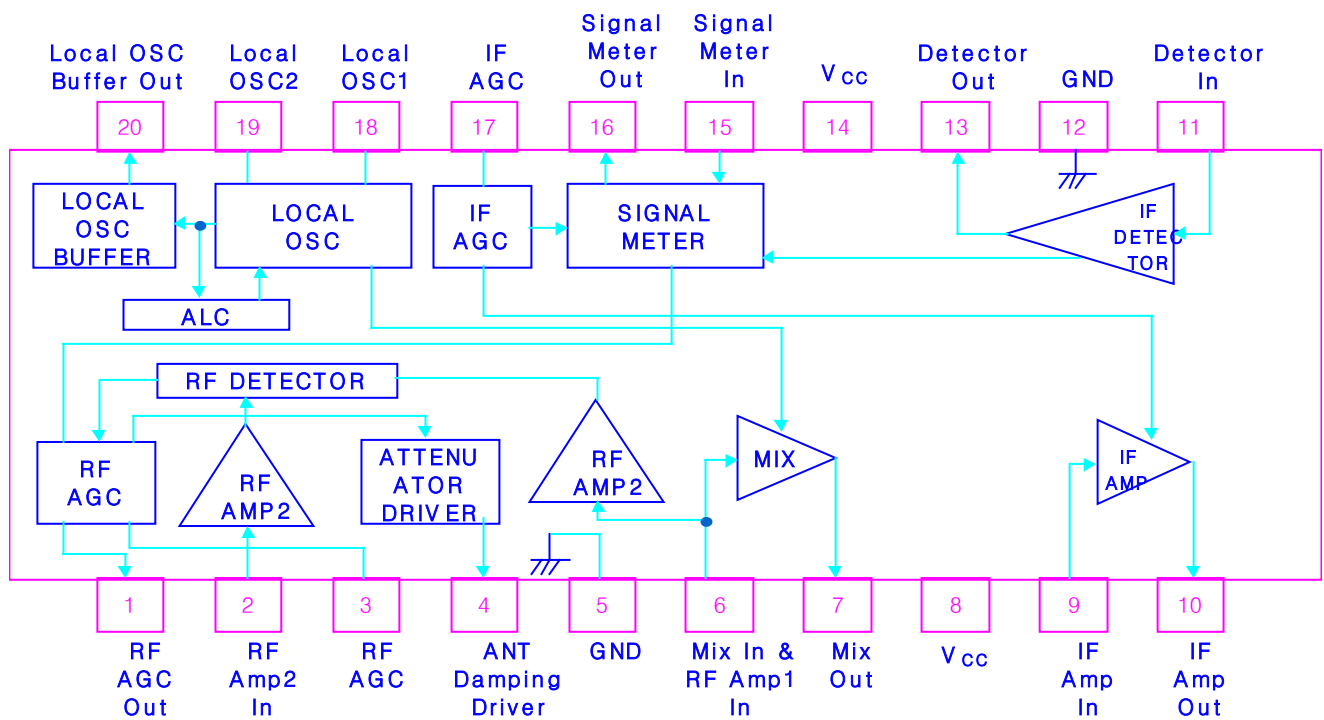 Local OSC
Buffer Out
Local
OSC2
Local
OSC1
IF
AGC
Signal
Meter
Out
Signal
Meter
In
VCC
Detector
Out
GND
Detector
In
20
19
18
17
16
15
14
13
12
11
LOCAL
OSC
BUFFER
LOCAL
OSC
IF
AGC
SIGNAL
METER
IF
DETEC
TOR
ALC
RF DETECTOR
RF
AGC
RF
AMP2
ATTENU
ATOR
DRIVER
RF
AMP2
MIX
IF
AMP
1
2
3
4
5
6
7
8
9
10
RF
AGC
Out
RF
Amp2
In
RF
AGC
ANT
Damping
Driver
GND
Mix In &
RF Amp1
In
Mix
Out
VCC
IF
Amp
In
IF
Amp
Out